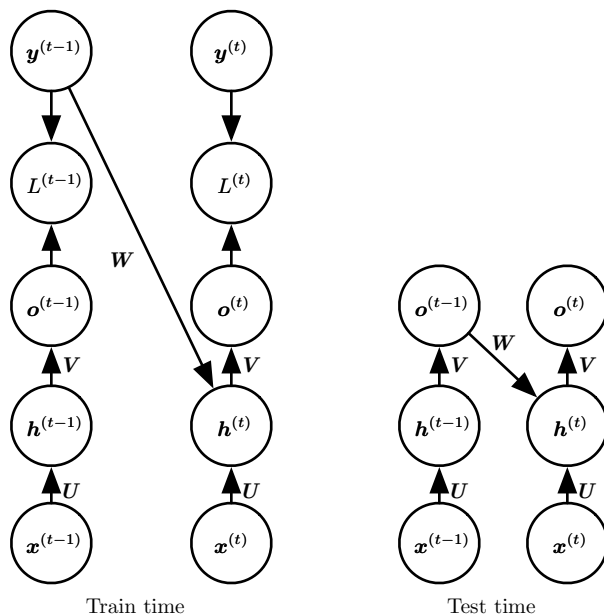 y^(t−1) y^(t)
L^(t−1) L^(t)
W
o^(t−1) o^(t) o^(t−1) o^(t)
W
V V V V
h^(t−1) h^(t) h^(t−1) h^(t)
U U U U
x^(t−1) x^(t) x^(t−1) x^(t)
Train time Test time